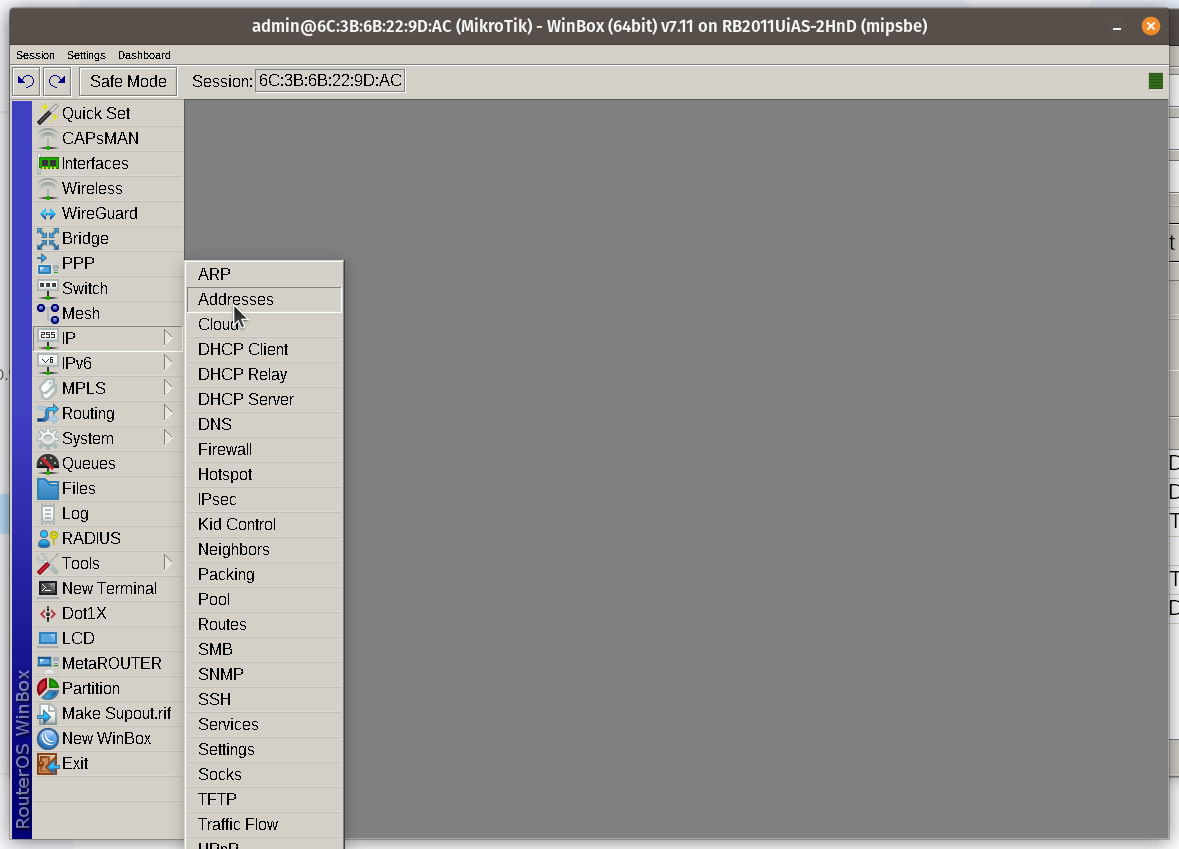 admin@6C:3B:6B:22:9D:AC (MikroTik) - WinBox (64bit) v7.11 on RB2011UiAS-2HnD (mipsbe)
Session Settings Dashboard
Safe Mode Session: 6C:3B:6B:22:9D:AC
Quick Set
CAPsMAN
Interfaces
Wireless
WireGuard
Bridge
PPP
Switch
Mesh
255 IP
v6 IPv6
MPLS
Routing
System
Queues
Files
Log
RADIUS
Tools
New Terminal
Dot1X
LCD
MetaROUTER
Partition
Make Supout.rif
New WinBox
Exit
RouterOS WinBox
ARP
Addresses
Cloud
DHCP Client
DHCP Relay
DHCP Server
DNS
Firewall
Hotspot
IPsec
Kid Control
Neighbors
Packing
Pool
Routes
SMB
SNMP
SSH
Services
Settings
Socks
TFTP
Traffic Flow